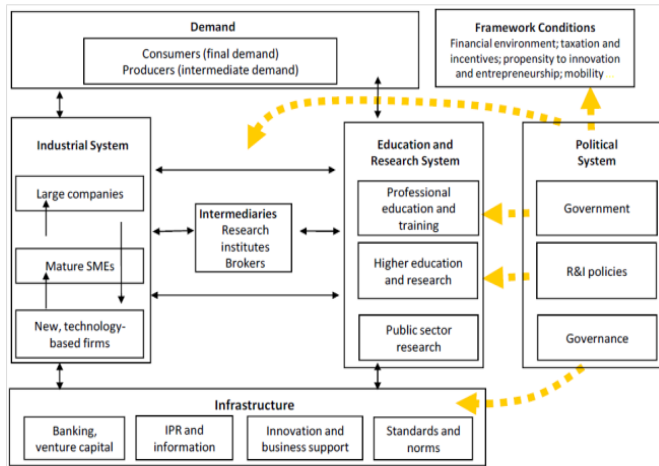 Demand
Consumers (final demand)
Producers (intermediate demand)
Framework Conditions
Financial environment; taxation and
incentives; propensity to innovation
and entrepreneurship; mobility ...
Industrial System
Large companies
Mature SMEs
New, technology-
based firms
Intermediaries
Research
institutes
Brokers
Education and
Research System
Professional
education and
training
Higher education
and research
Public sector
research
Political
System
Government
R&I policies
Governance
Infrastructure
Banking,
venture capital
IPR and
information
Innovation and
business support
Standards and
norms